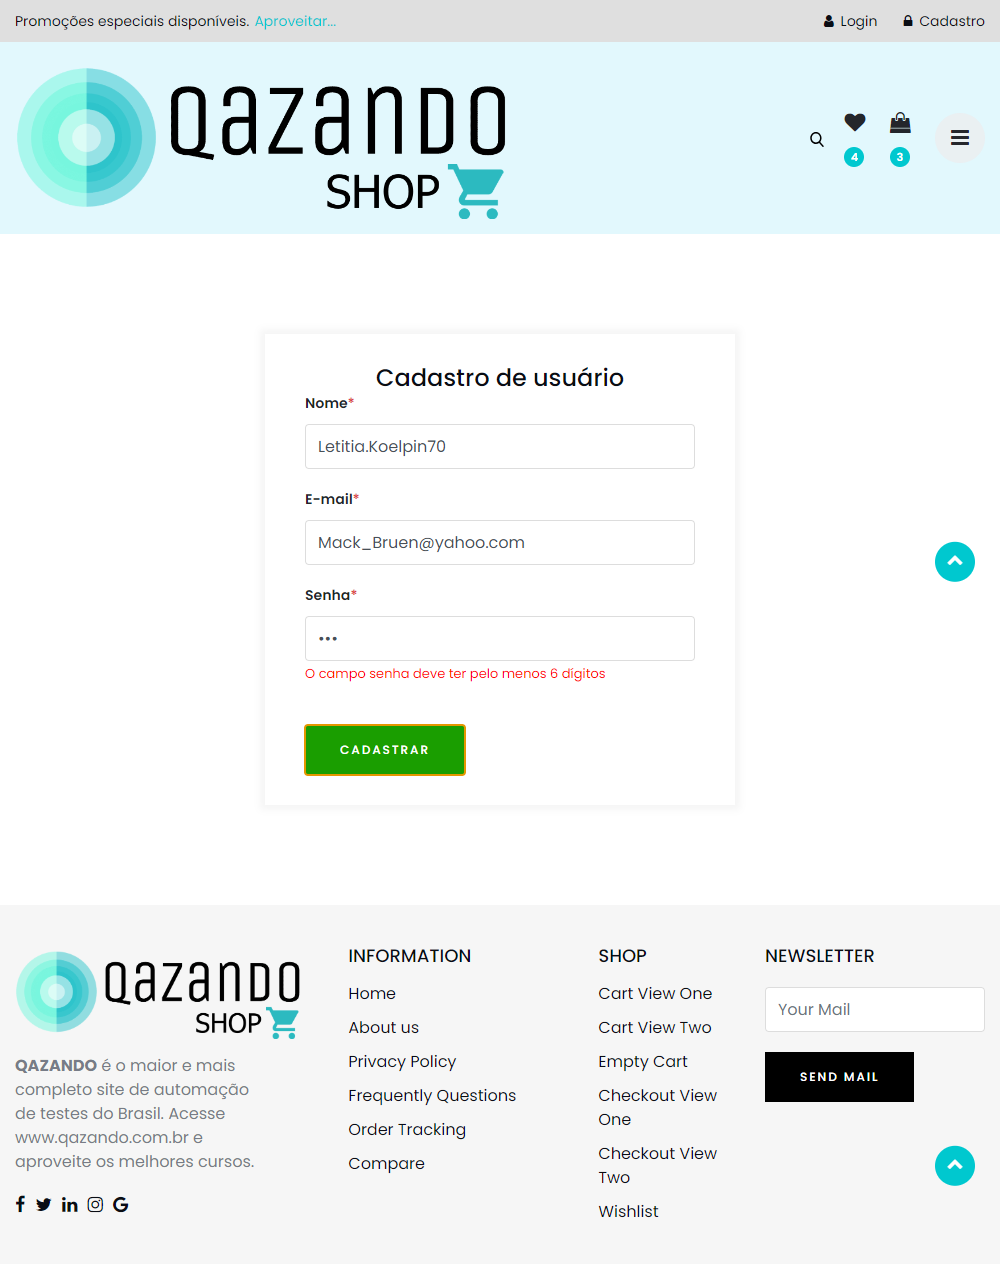 Promoções especiais disponíveis. Aproveitar...
Login
Cadastro
QAZANDO
SHOP
4
3
Cadastro de usuário
Nome*
Letitia.Koelpin70
E-mail*
Mack_Bruen@yahoo.com
Senha*
•••
O campo senha deve ter pelo menos 6 dígitos
CADASTRAR
QAZANDO
SHOP
QAZANDO é o maior e mais
completo site de automação
de testes do Brasil. Acesse
www.qazando.com.br e
aproveite os melhores cursos.
INFORMATION
Home
About us
Privacy Policy
Frequently Questions
Order Tracking
Compare
SHOP
Cart View One
Cart View Two
Empty Cart
Checkout View
One
Checkout View
Two
Wishlist
NEWSLETTER
Your Mail
SEND MAIL